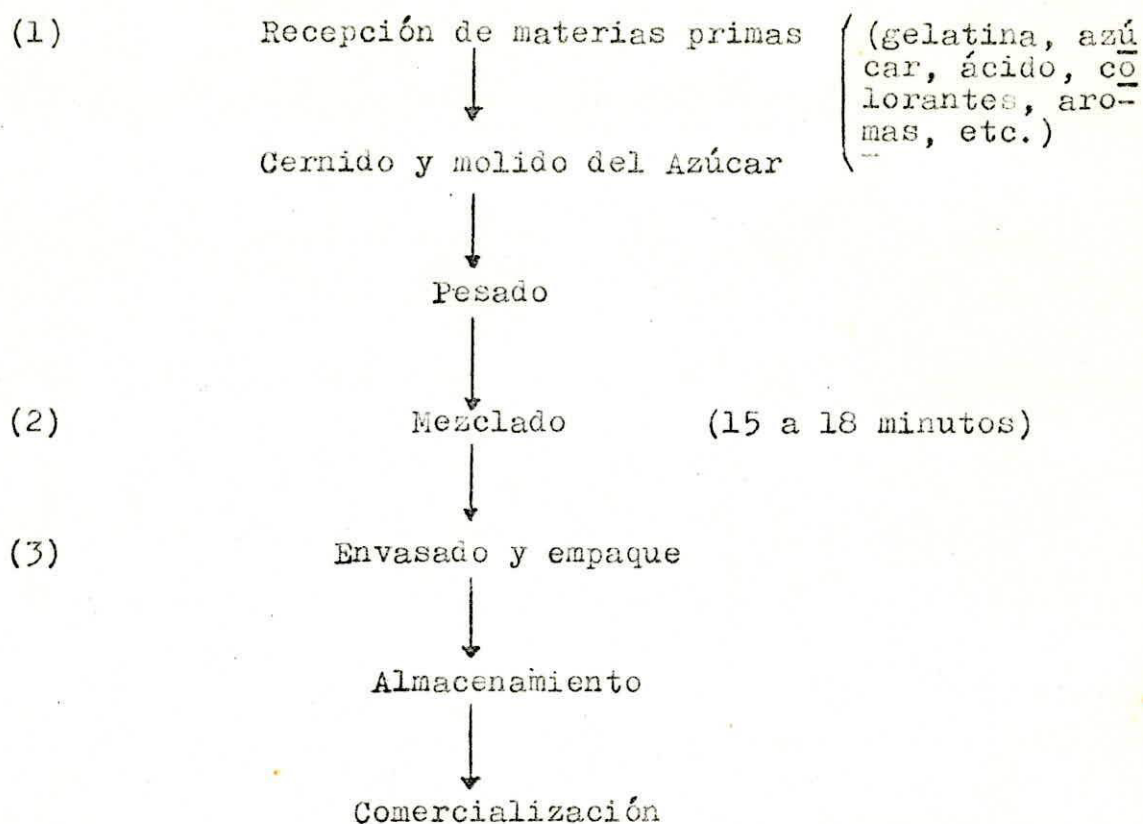 (1) Recepción de materias primas (gelatina, azú
car, ácido, co
lorantes, aro-
mas, etc.)
Cernido y molido del Azúcar
Pesado
(2) Mezclado (15 a 18 minutos)
(3) Envasado y empaque
Almacenamiento
Comercialización